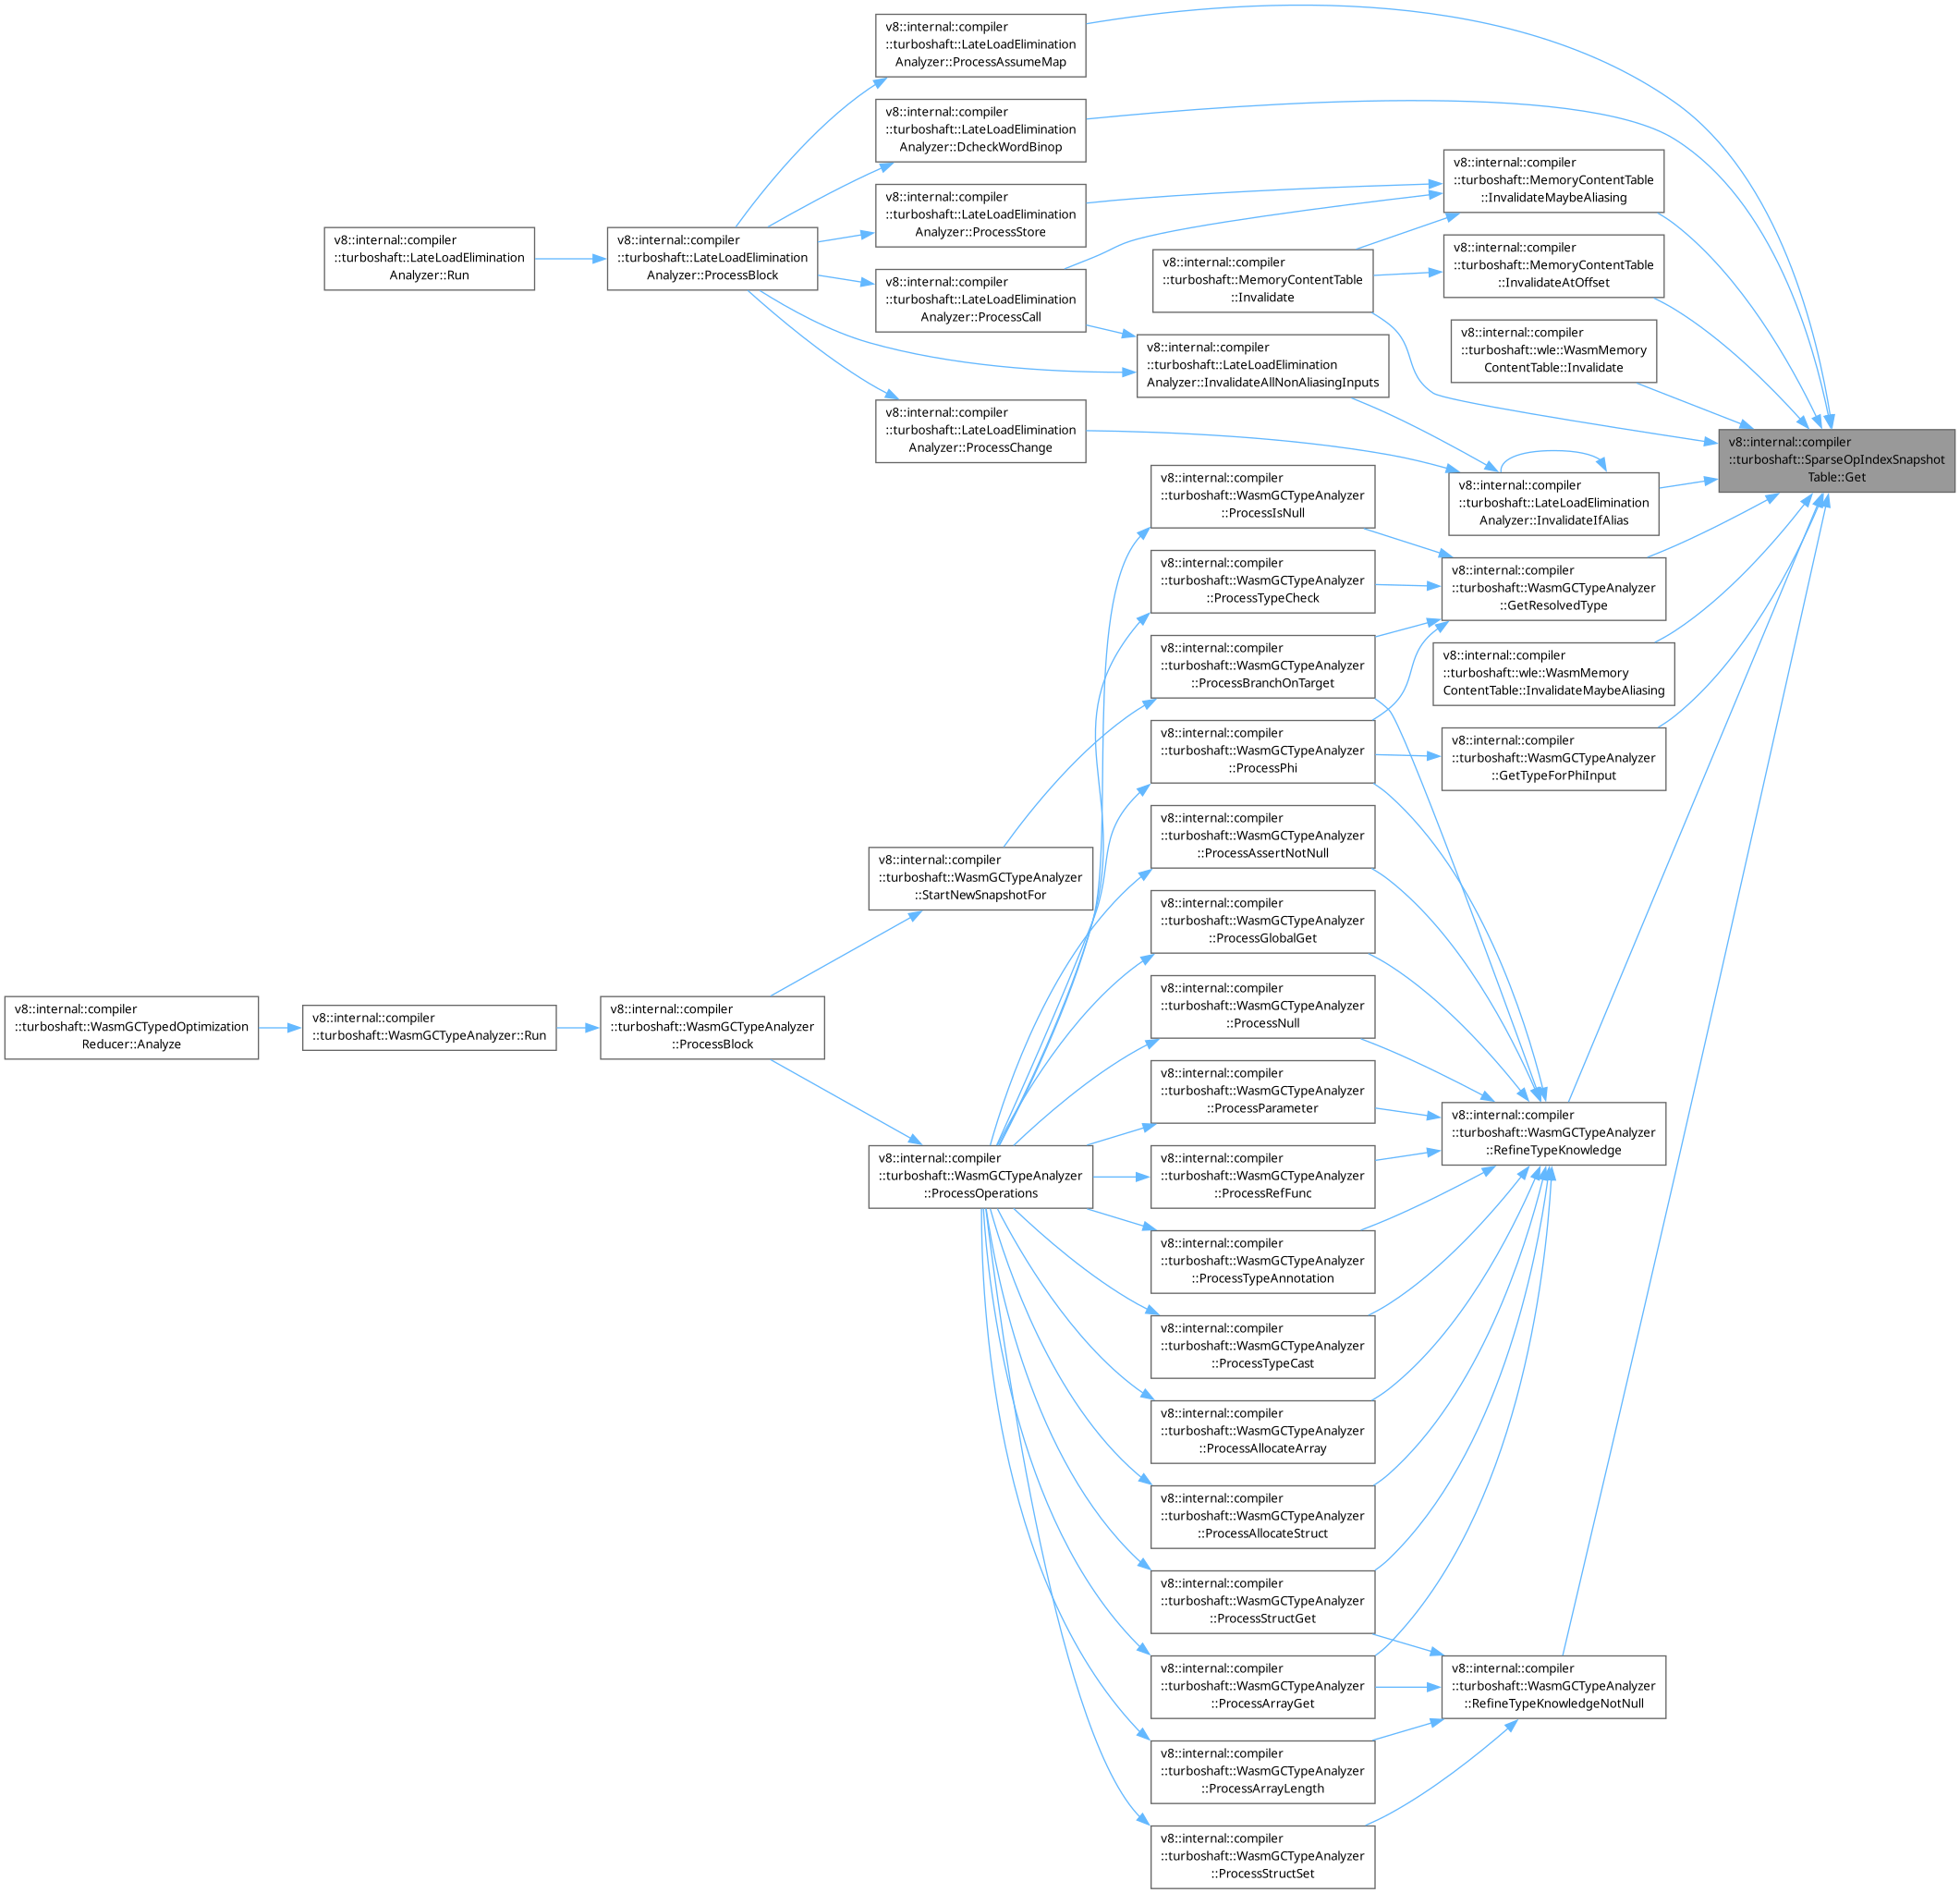 v8::internal::compiler
::turboshaft::LateLoadElimination
Analyzer::ProcessAssumeMap
v8::internal::compiler
::turboshaft::LateLoadElimination
Analyzer::DcheckWordBinop
v8::internal::compiler
::turboshaft::MemoryContentTable
::InvalidateMaybeAliasing
v8::internal::compiler
::turboshaft::LateLoadElimination
Analyzer::ProcessStore
v8::internal::compiler
::turboshaft::LateLoadElimination
Analyzer::Run
v8::internal::compiler
::turboshaft::LateLoadElimination
Analyzer::ProcessBlock
v8::internal::compiler
::turboshaft::MemoryContentTable
::Invalidate
v8::internal::compiler
::turboshaft::MemoryContentTable
::InvalidateAtOffset
v8::internal::compiler
::turboshaft::LateLoadElimination
Analyzer::ProcessCall
v8::internal::compiler
::turboshaft::wle::WasmMemory
ContentTable::Invalidate
v8::internal::compiler
::turboshaft::LateLoadElimination
Analyzer::InvalidateAllNonAliasingInputs
v8::internal::compiler
::turboshaft::LateLoadElimination
Analyzer::ProcessChange
v8::internal::compiler
::turboshaft::SparseOpIndexSnapshot
Table::Get
v8::internal::compiler
::turboshaft::WasmGCTypeAnalyzer
::ProcessIsNull
v8::internal::compiler
::turboshaft::LateLoadElimination
Analyzer::InvalidateIfAlias
v8::internal::compiler
::turboshaft::WasmGCTypeAnalyzer
::ProcessTypeCheck
v8::internal::compiler
::turboshaft::WasmGCTypeAnalyzer
::GetResolvedType
v8::internal::compiler
::turboshaft::WasmGCTypeAnalyzer
::ProcessBranchOnTarget
v8::internal::compiler
::turboshaft::wle::WasmMemory
ContentTable::InvalidateMaybeAliasing
v8::internal::compiler
::turboshaft::WasmGCTypeAnalyzer
::ProcessPhi
v8::internal::compiler
::turboshaft::WasmGCTypeAnalyzer
::GetTypeForPhiInput
v8::internal::compiler
::turboshaft::WasmGCTypeAnalyzer
::ProcessAssertNotNull
v8::internal::compiler
::turboshaft::WasmGCTypeAnalyzer
::StartNewSnapshotFor
v8::internal::compiler
::turboshaft::WasmGCTypeAnalyzer
::ProcessGlobalGet
v8::internal::compiler
::turboshaft::WasmGCTypeAnalyzer
::ProcessNull
v8::internal::compiler
::turboshaft::WasmGCTypedOptimization
Reducer::Analyze
v8::internal::compiler
::turboshaft::WasmGCTypeAnalyzer::Run
v8::internal::compiler
::turboshaft::WasmGCTypeAnalyzer
::ProcessBlock
v8::internal::compiler
::turboshaft::WasmGCTypeAnalyzer
::ProcessParameter
v8::internal::compiler
::turboshaft::WasmGCTypeAnalyzer
::RefineTypeKnowledge
v8::internal::compiler
::turboshaft::WasmGCTypeAnalyzer
::ProcessOperations
v8::internal::compiler
::turboshaft::WasmGCTypeAnalyzer
::ProcessRefFunc
v8::internal::compiler
::turboshaft::WasmGCTypeAnalyzer
::ProcessTypeAnnotation
v8::internal::compiler
::turboshaft::WasmGCTypeAnalyzer
::ProcessTypeCast
v8::internal::compiler
::turboshaft::WasmGCTypeAnalyzer
::ProcessAllocateArray
v8::internal::compiler
::turboshaft::WasmGCTypeAnalyzer
::ProcessAllocateStruct
v8::internal::compiler
::turboshaft::WasmGCTypeAnalyzer
::ProcessStructGet
v8::internal::compiler
::turboshaft::WasmGCTypeAnalyzer
::ProcessArrayGet
v8::internal::compiler
::turboshaft::WasmGCTypeAnalyzer
::RefineTypeKnowledgeNotNull
v8::internal::compiler
::turboshaft::WasmGCTypeAnalyzer
::ProcessArrayLength
v8::internal::compiler
::turboshaft::WasmGCTypeAnalyzer
::ProcessStructSet